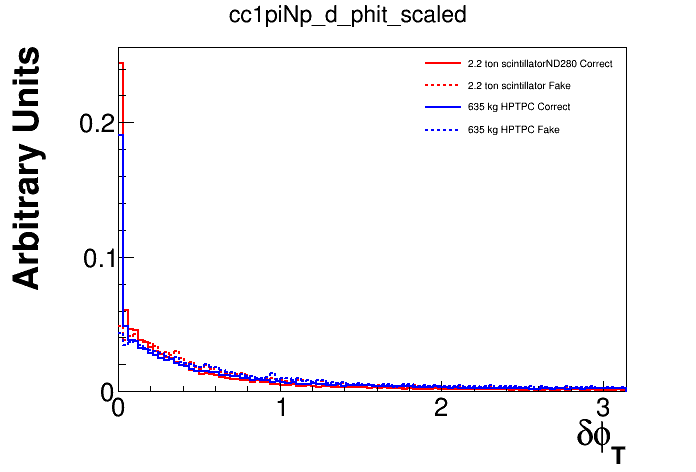 cc1piNp_d_phit_scaled
Arbitrary Units
2.2 ton scintillatorND280 Correct
2.2 ton scintillator Fake
635 kg HPTPC Correct
635 kg HPTPC Fake
0.2
0.1
0
0 1 2 3
δϕT